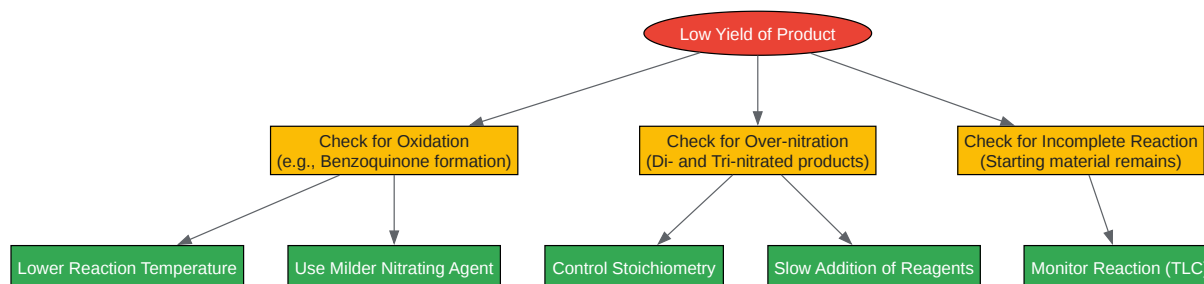 Low Yield of Product
Check for Oxidation
(e.g., Benzoquinone formation)
Check for Over-nitration
(Di- and Tri-nitrated products)
Check for Incomplete Reaction
(Starting material remains)
Lower Reaction Temperature
Use Milder Nitrating Agent
Control Stoichiometry
Slow Addition of Reagents
Monitor Reaction (TLC)